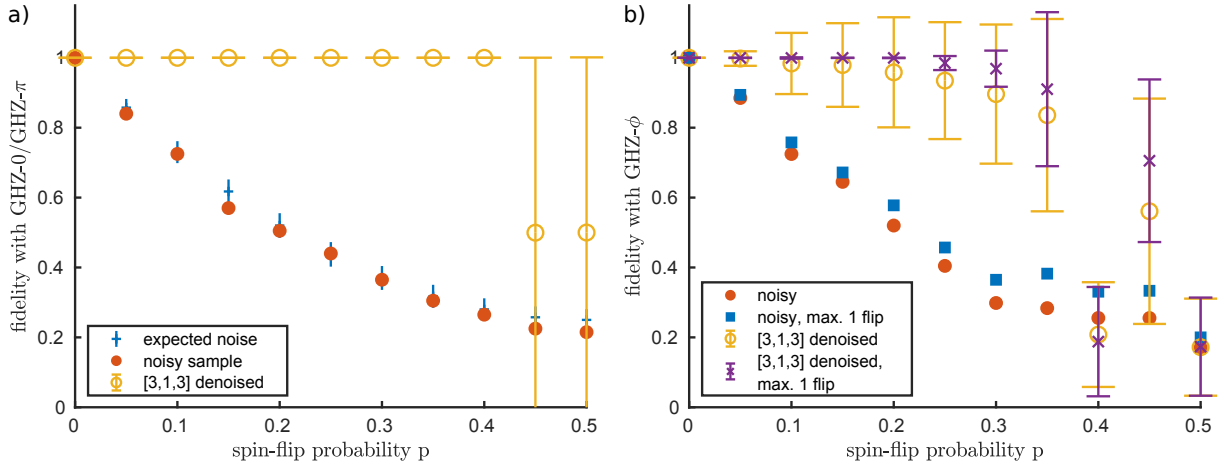 a)
fidelity with GHZ-0/GHZ-π
1
0.8
0.6
0.4
0.2
0
expected noise
noisy sample
[3,1,3] denoised
0 0.1 0.2 0.3 0.4 0.5
spin-flip probability p
b)
fidelity with GHZ-ϕ
1
0.8
0.6
0.4
0.2
0
noisy
noisy, max. 1 flip
[3,1,3] denoised
[3,1,3] denoised,
max. 1 flip
0 0.1 0.2 0.3 0.4 0.5
spin-flip probability p